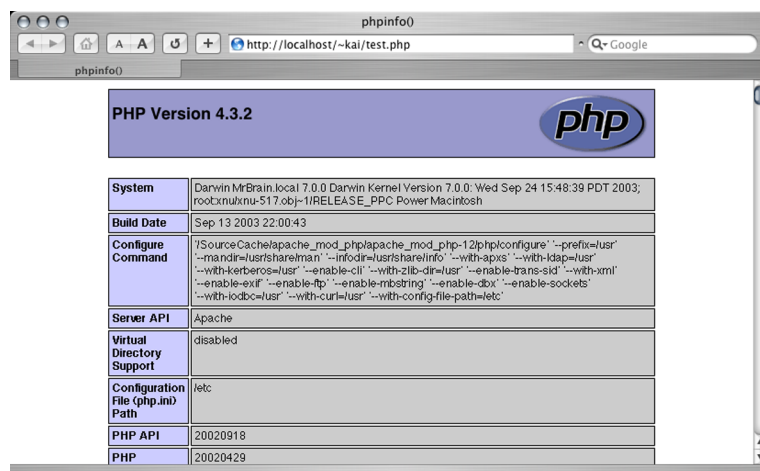 phpinfo()
A A + http://localhost/~kai/test.php Q Google
phpinfo()
PHP Version 4.3.2
php
System
Darwin MrBrain.local 7.0.0 Darwin Kernel Version 7.0.0: Wed Sep 24 15:48:39 PDT 2003;
root:xnu/xnu-517.obj~1/RELEASE_PPC Power Macintosh
Build Date
Sep 13 2003 22:00:43
Configure
Command
'/SourceCache/apache_mod_php/apache_mod_php-12/php/configure' '--prefix=/usr'
'--mandir=/usr/share/man' '--infodir=/usr/share/info' '--with-apxs' '--with-ldap=/usr'
'--with-kerberos=/usr' '--enable-cli' '--with-zlib-dir=/usr' '--enable-trans-sid' '--with-xml'
'--enable-exif' '--enable-ftp' '--enable-mbstring' '--enable-dbx' '--enable-sockets'
'--with-iodbc=/usr' '--with-curl=/usr' '--with-config-file-path=/etc'
Server API
Apache
Virtual
Directory
Support
disabled
Configuration
File (php.ini)
Path
/etc
PHP API
20020918
PHP
20020429